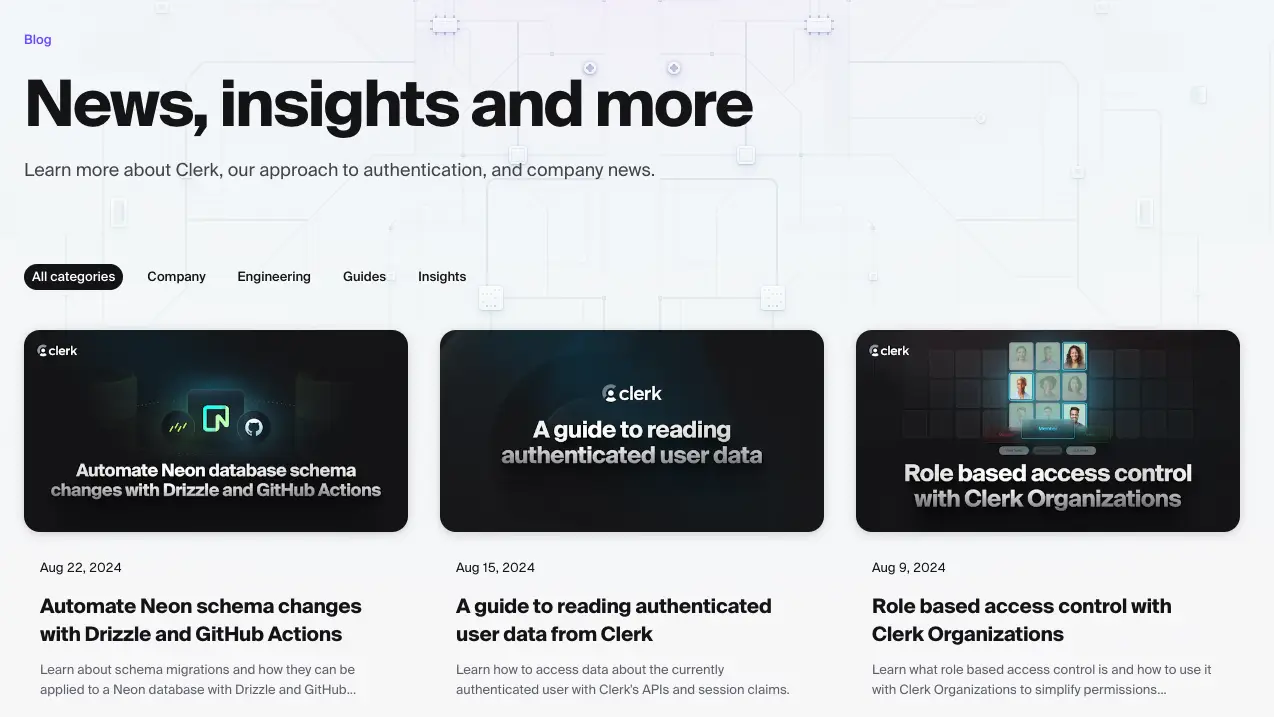 Blog
News, insights and more
Learn more about Clerk, our approach to authentication, and company news.
All categories
Company
Engineering
Guides
Insights
clerk
Automate Neon database schema
changes with Drizzle and GitHub Actions
clerk
A guide to reading
authenticated user data
clerk
Member
Role based access control
with Clerk Organizations
Aug 22, 2024
Automate Neon schema changes
with Drizzle and GitHub Actions
Learn about schema migrations and how they can be
applied to a Neon database with Drizzle and GitHub...
Aug 15, 2024
A guide to reading authenticated
user data from Clerk
Learn how to access data about the currently
authenticated user with Clerk's APIs and session claims.
Aug 9, 2024
Role based access control with
Clerk Organizations
Learn what role based access control is and how to use it
with Clerk Organizations to simplify permissions...